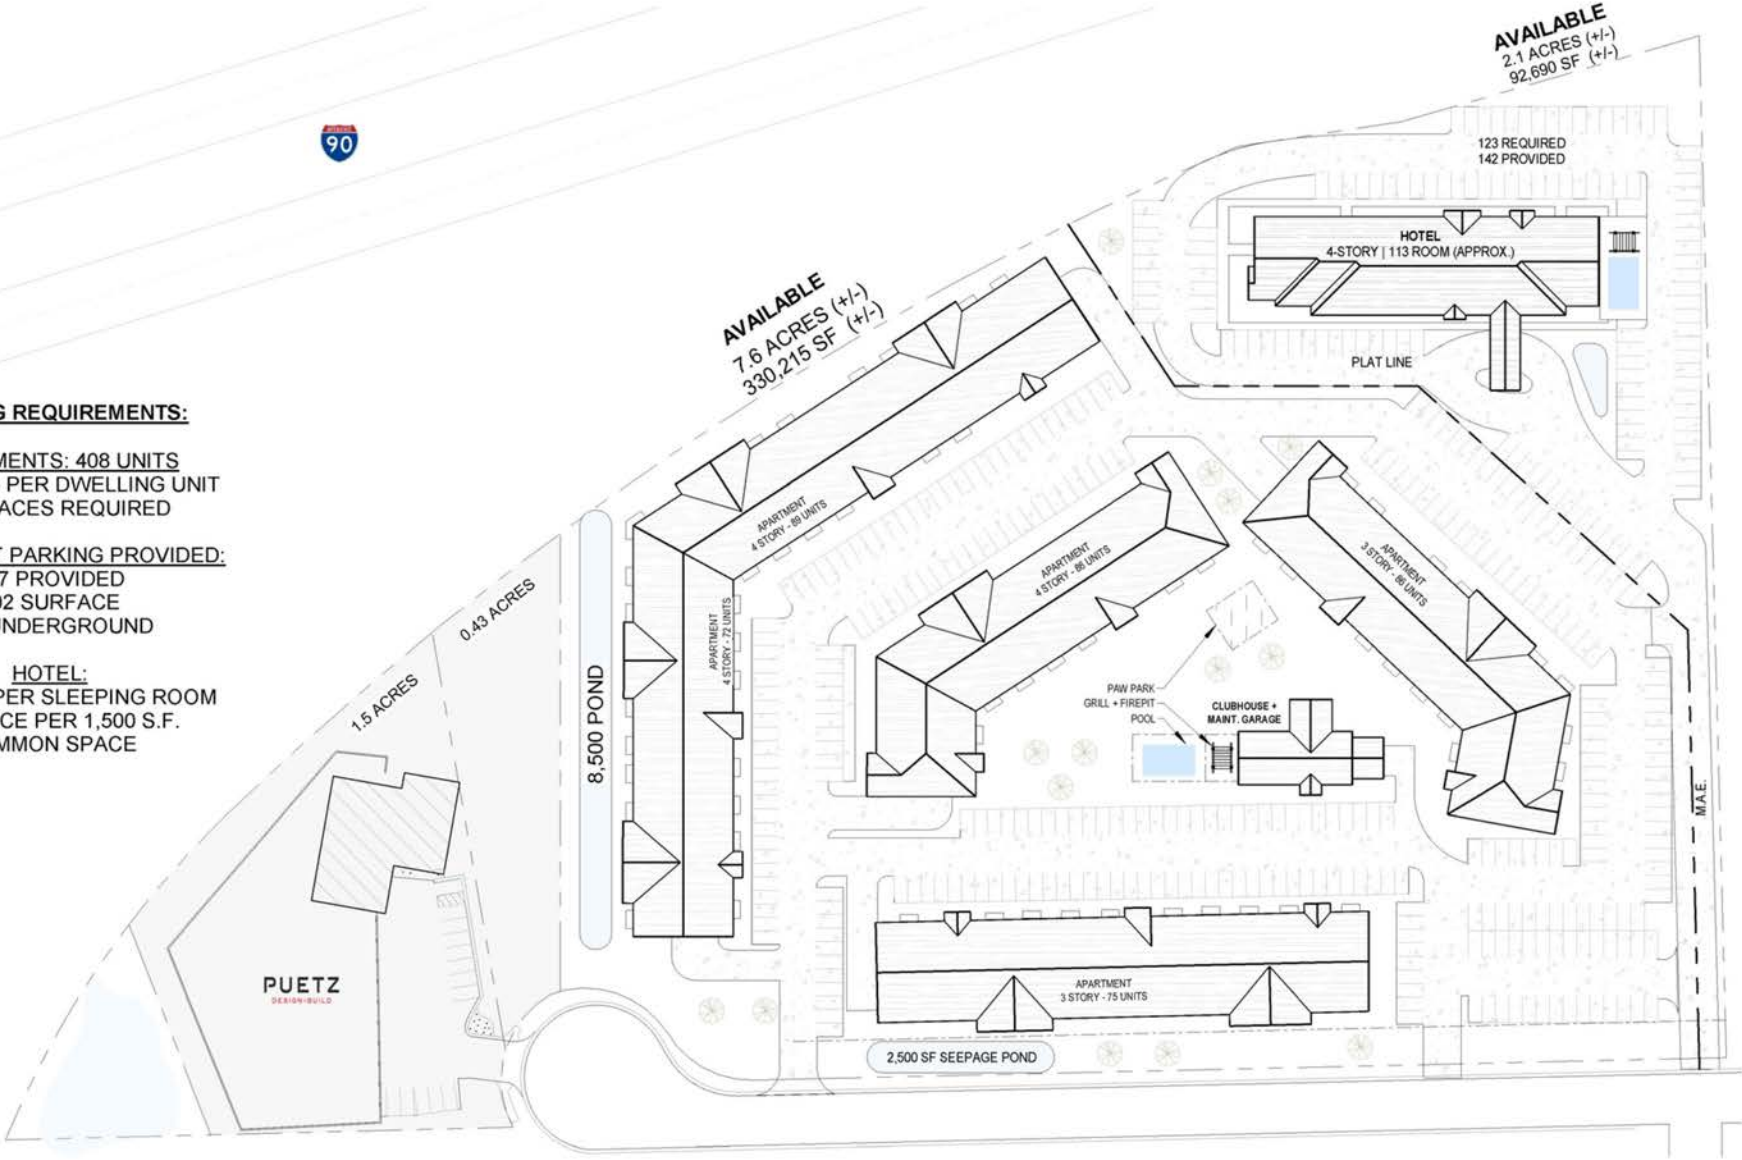 AVAILABLE
2.1 ACRES (+/-)
92,690 SF (+/-)
INTERSTATE
90
123 REQUIRED
142 PROVIDED
HOTEL
4-STORY | 113 ROOM (APPROX.)
PLAT LINE
AVAILABLE
7.6 ACRES (+/-)
330,215 SF (+/-)
G REQUIREMENTS:
MENTS: 408 UNITS
PER DWELLING UNIT
ACES REQUIRED
T PARKING PROVIDED:
7 PROVIDED
02 SURFACE
UNDERGROUND
HOTEL:
PER SLEEPING ROOM
CE PER 1,500 S.F.
MMON SPACE
APARTMENT
4 STORY - 89 UNITS
APARTMENT
4 STORY - 72 UNITS
APARTMENT
4 STORY - 86 UNITS
APARTMENT
3 STORY - 86 UNITS
0.43 ACRES
1.5 ACRES
8,500 POND
PAW PARK
GRILL + FIREPIT
POOL
CLUBHOUSE +
MAINT. GARAGE
M.A.E.
PUETZ
DESIGN-BUILD
APARTMENT
3 STORY - 75 UNITS
2,500 SF SEEPAGE POND